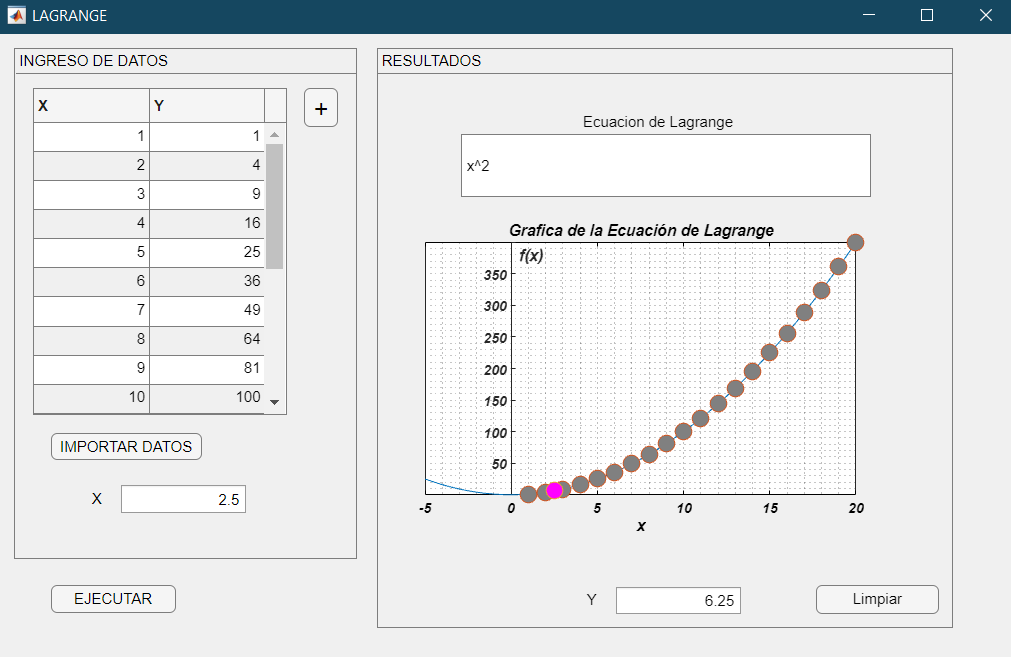 LAGRANGE
INGRESO DE DATOS
X Y
+
1 1
2 4
3 9
4 16
5 25
6 36
7 49
8 64
9 81
10 100
IMPORTAR DATOS
X 2.5
EJECUTAR
RESULTADOS
Ecuacion de Lagrange
x^2
Grafica de la Ecuación de Lagrange
f(x)
350
300
250
200
150
100
50
-5 0 5 10 15 20
x
Y 6.25
Limpiar